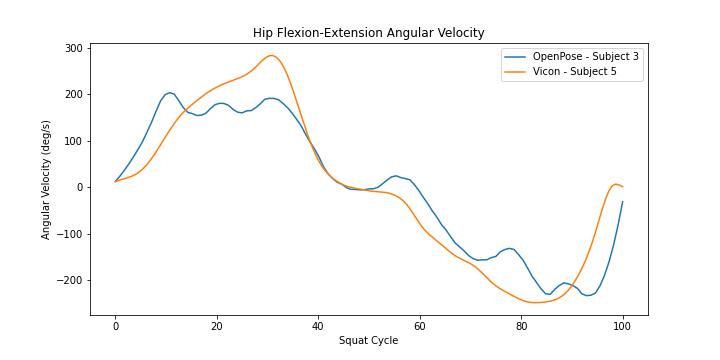 Hip Flexion-Extension Angular Velocity
OpenPose - Subject 3
Vicon - Subject 5
Angular Velocity (deg/s)
300
200
100
0
−100
−200
0 20 40 60 80 100
Squat Cycle